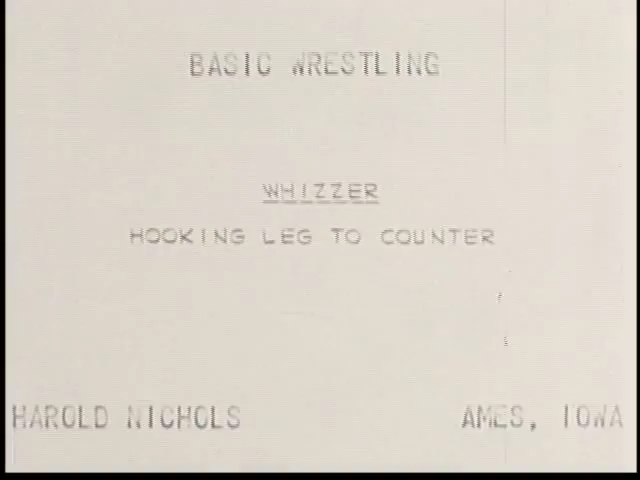 BASIC WRESTLING
WHIZZER
HOOKING LEG TO COUNTER
HAROLD NICHOLS AMES, IOWA